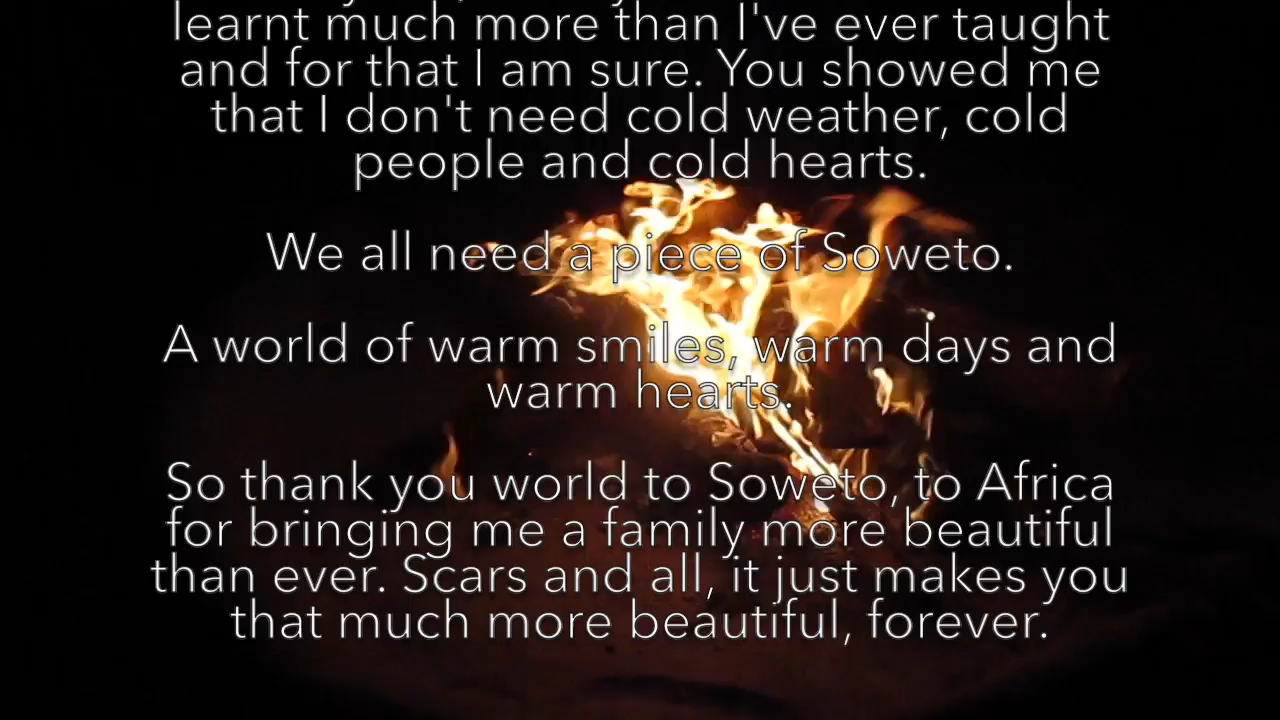 learnt much more than I've ever taught
and for that I am sure. You showed me
that I don't need cold weather, cold
people and cold hearts.
We all need a piece of Soweto.
A world of warm smiles, warm days and
warm hearts.
So thank you world to Soweto, to Africa
for bringing me a family more beautiful
than ever. Scars and all, it just makes you
that much more beautiful, forever.